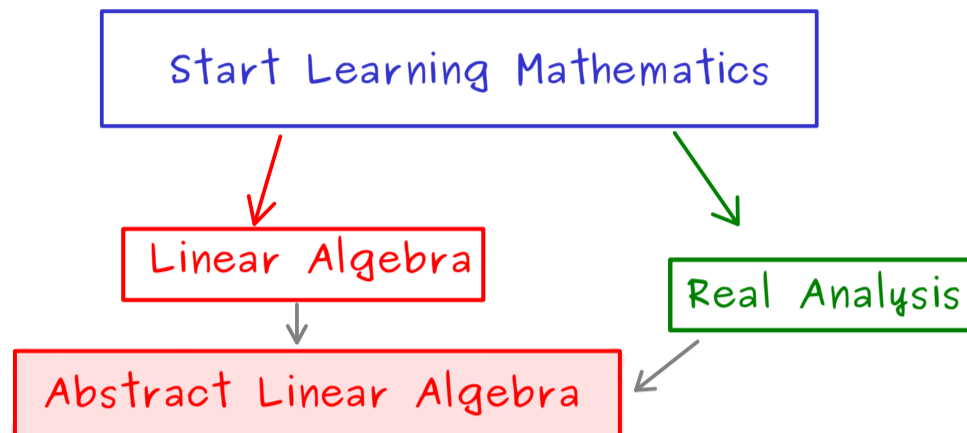 Start Learning Mathematics
Linear Algebra
Real Analysis
Abstract Linear Algebra